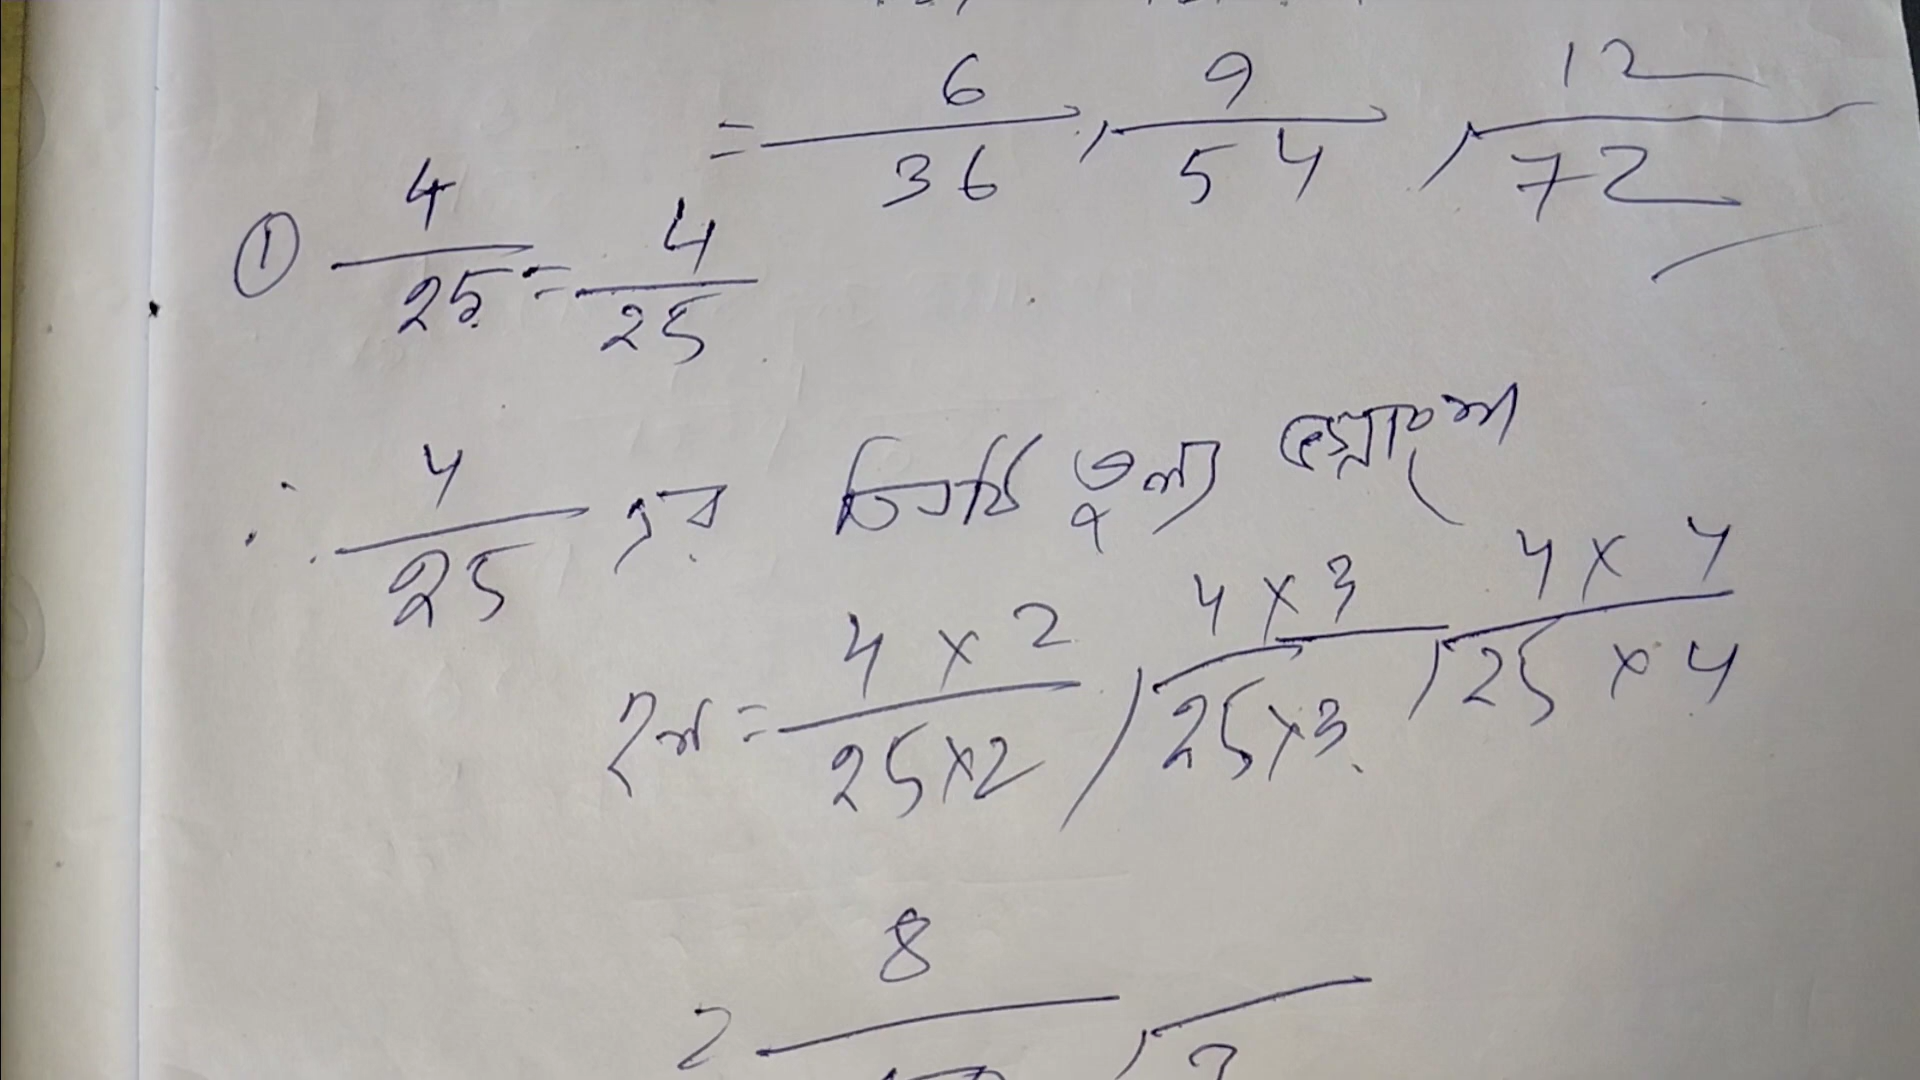 = 6/36, 9/54, 12/72
① 4/25 = 4/25
∴ 4/25 এর তিনটি তুল্য ভগ্নাংশ
হল = 4×2/25×2, 4×3/25×3, 4×4/25×4
8